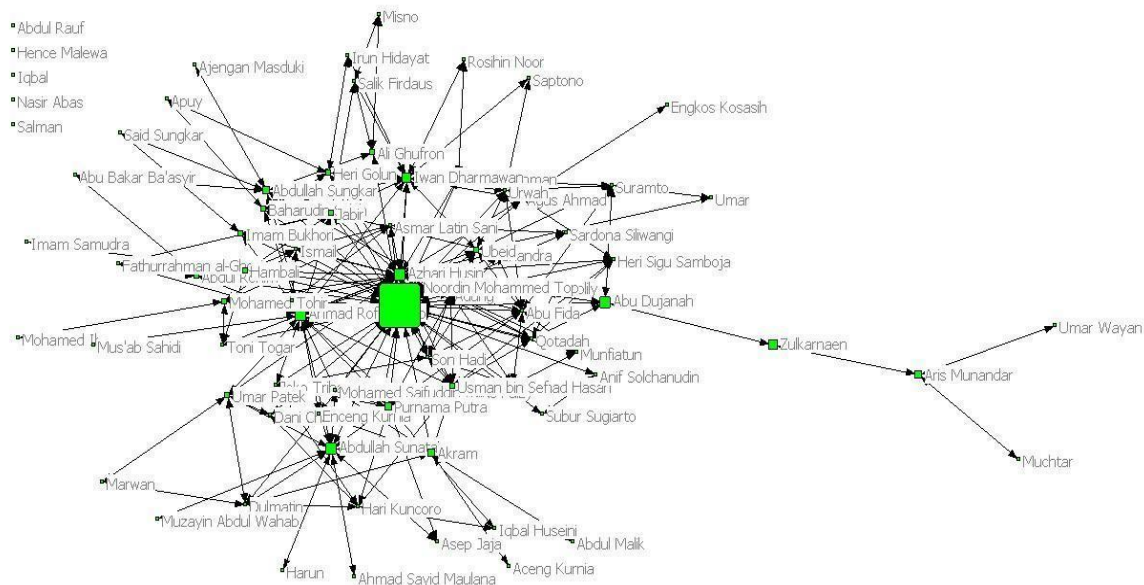 Misno
Abdul Rauf
Hence Malewa
Irun Hidayat
Rosihin Noor
Ajengan Masduki
Iqbal
Salik Firdaus
Saptono
Nasir Abas
Apuy
Engkos Kosasih
Salman
Said Sungkar
Ali Ghufron
Abu Bakar Ba'asyir
Heri Golun
Iwan Dharmawan
Abdullah Sungkar
Urwah
Suramto
Agus Ahmad
Umar
Baharudin
Jabir
Asmar Latin Sani
Imam Bukhori
Sardona Siliwangi
Imam Samudra
Ismail
Ubeid
Fathurrahman al-Gho
Hambali
Azhari Husin
Heri Sigu Samboja
Abdul Rohim
Noordin Mohammed Top
Mohamed Tohir
Abu Dujanah
Ahmad Rof
Abu Fida
Mohamed I
Mus'ab Sahidi
Toni Togar
Qotadah
Zulkarnaen
Umar Wayan
Son Hadi
Munfiatun
Anif Solchanudin
Aris Munandar
Usman bin Sefnad Hasan
Mohamed Saifuddin
Umar Patek
Purnama Putra
Dani Ch
Enceng Kurnia
Subur Sugiarto
Abdullah Sunata
Akram
Muchtar
Marwan
Dulmatin
Hari Kuncoro
Muzayin Abdul Wahab
Iqbal Huseini
Asep Jaja
Abdul Malik
Harun
Ahmad Sayid Maulana
Aceng Kurnia